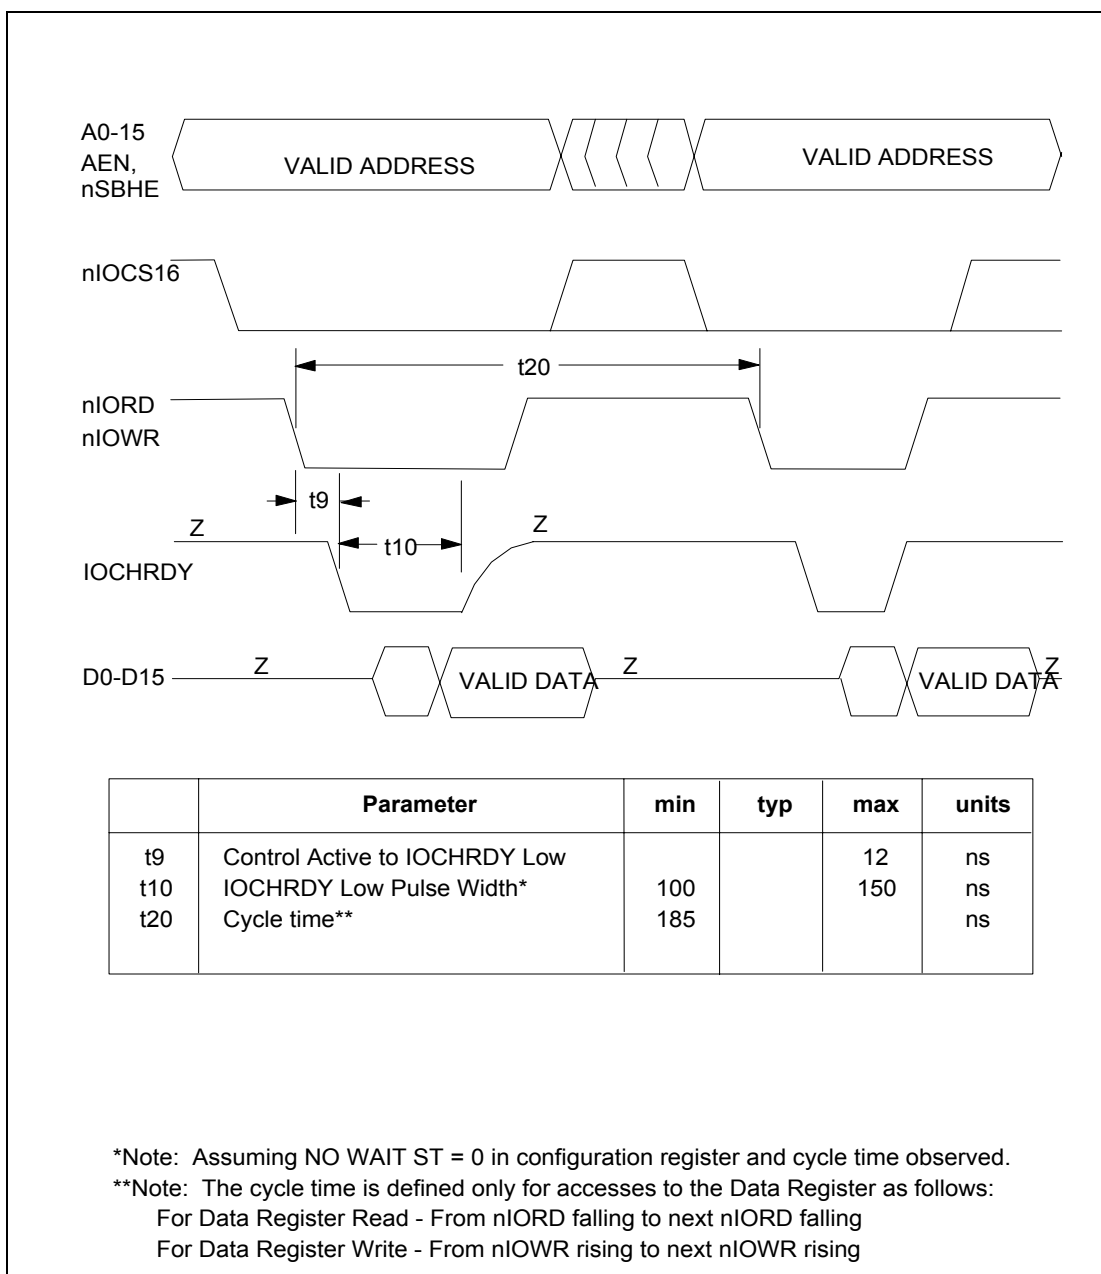 A0-15
AEN,
nSBHE
VALID ADDRESS
VALID ADDRESS
nIOCS16
t20
nIORD
nIOWR
t9
Z
t10
Z
IOCHRDY
D0-D15
Z
VALID DATA
Z
VALID DATA
Z
Parameter min typ max units
t9 Control Active to IOCHRDY Low 12 ns
t10 IOCHRDY Low Pulse Width* 100 150 ns
t20 Cycle time** 185 ns
*Note: Assuming NO WAIT ST = 0 in configuration register and cycle time observed.
**Note: The cycle time is defined only for accesses to the Data Register as follows:
For Data Register Read - From nIORD falling to next nIORD falling
For Data Register Write - From nIOWR rising to next nIOWR rising